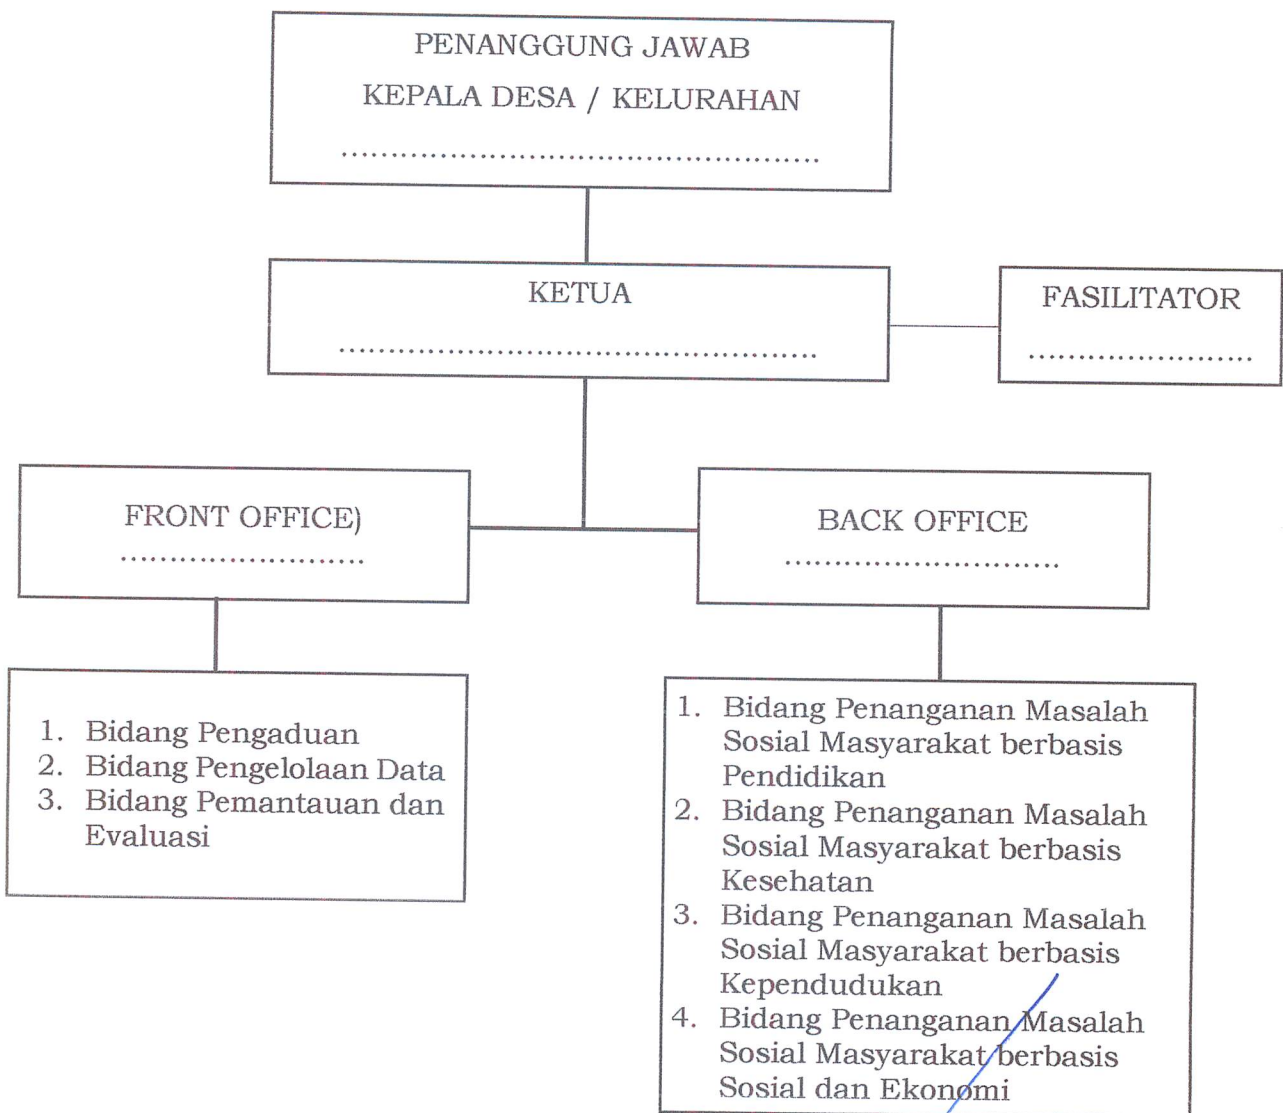 PENANGGUNG JAWAB
KEPALA DESA / KELURAHAN
................................................
KETUA
................................................
FASILITATOR
.......................
FRONT OFFICE)
.........................
BACK OFFICE
............................
1. Bidang Pengaduan
2. Bidang Pengelolaan Data
3. Bidang Pemantauan dan
Evaluasi
1. Bidang Penanganan Masalah
Sosial Masyarakat berbasis
Pendidikan
2. Bidang Penanganan Masalah
Sosial Masyarakat berbasis
Kesehatan
3. Bidang Penanganan Masalah
Sosial Masyarakat berbasis
Kependudukan
4. Bidang Penanganan Masalah
Sosial Masyarakat berbasis
Sosial dan Ekonomi